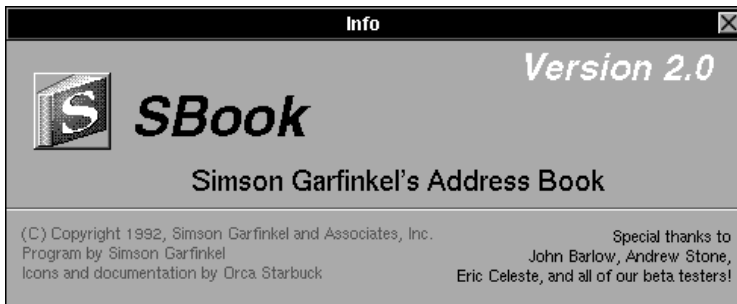 Info
Version 2.0
S
SBook
Simson Garfinkel's Address Book
(C) Copyright 1992, Simson Garfinkel and Associates, Inc.
Program by Simson Garfinkel
Icons and documentation by Orca Starbuck
Special thanks to
John Barlow, Andrew Stone,
Eric Celeste, and all of our beta testers!